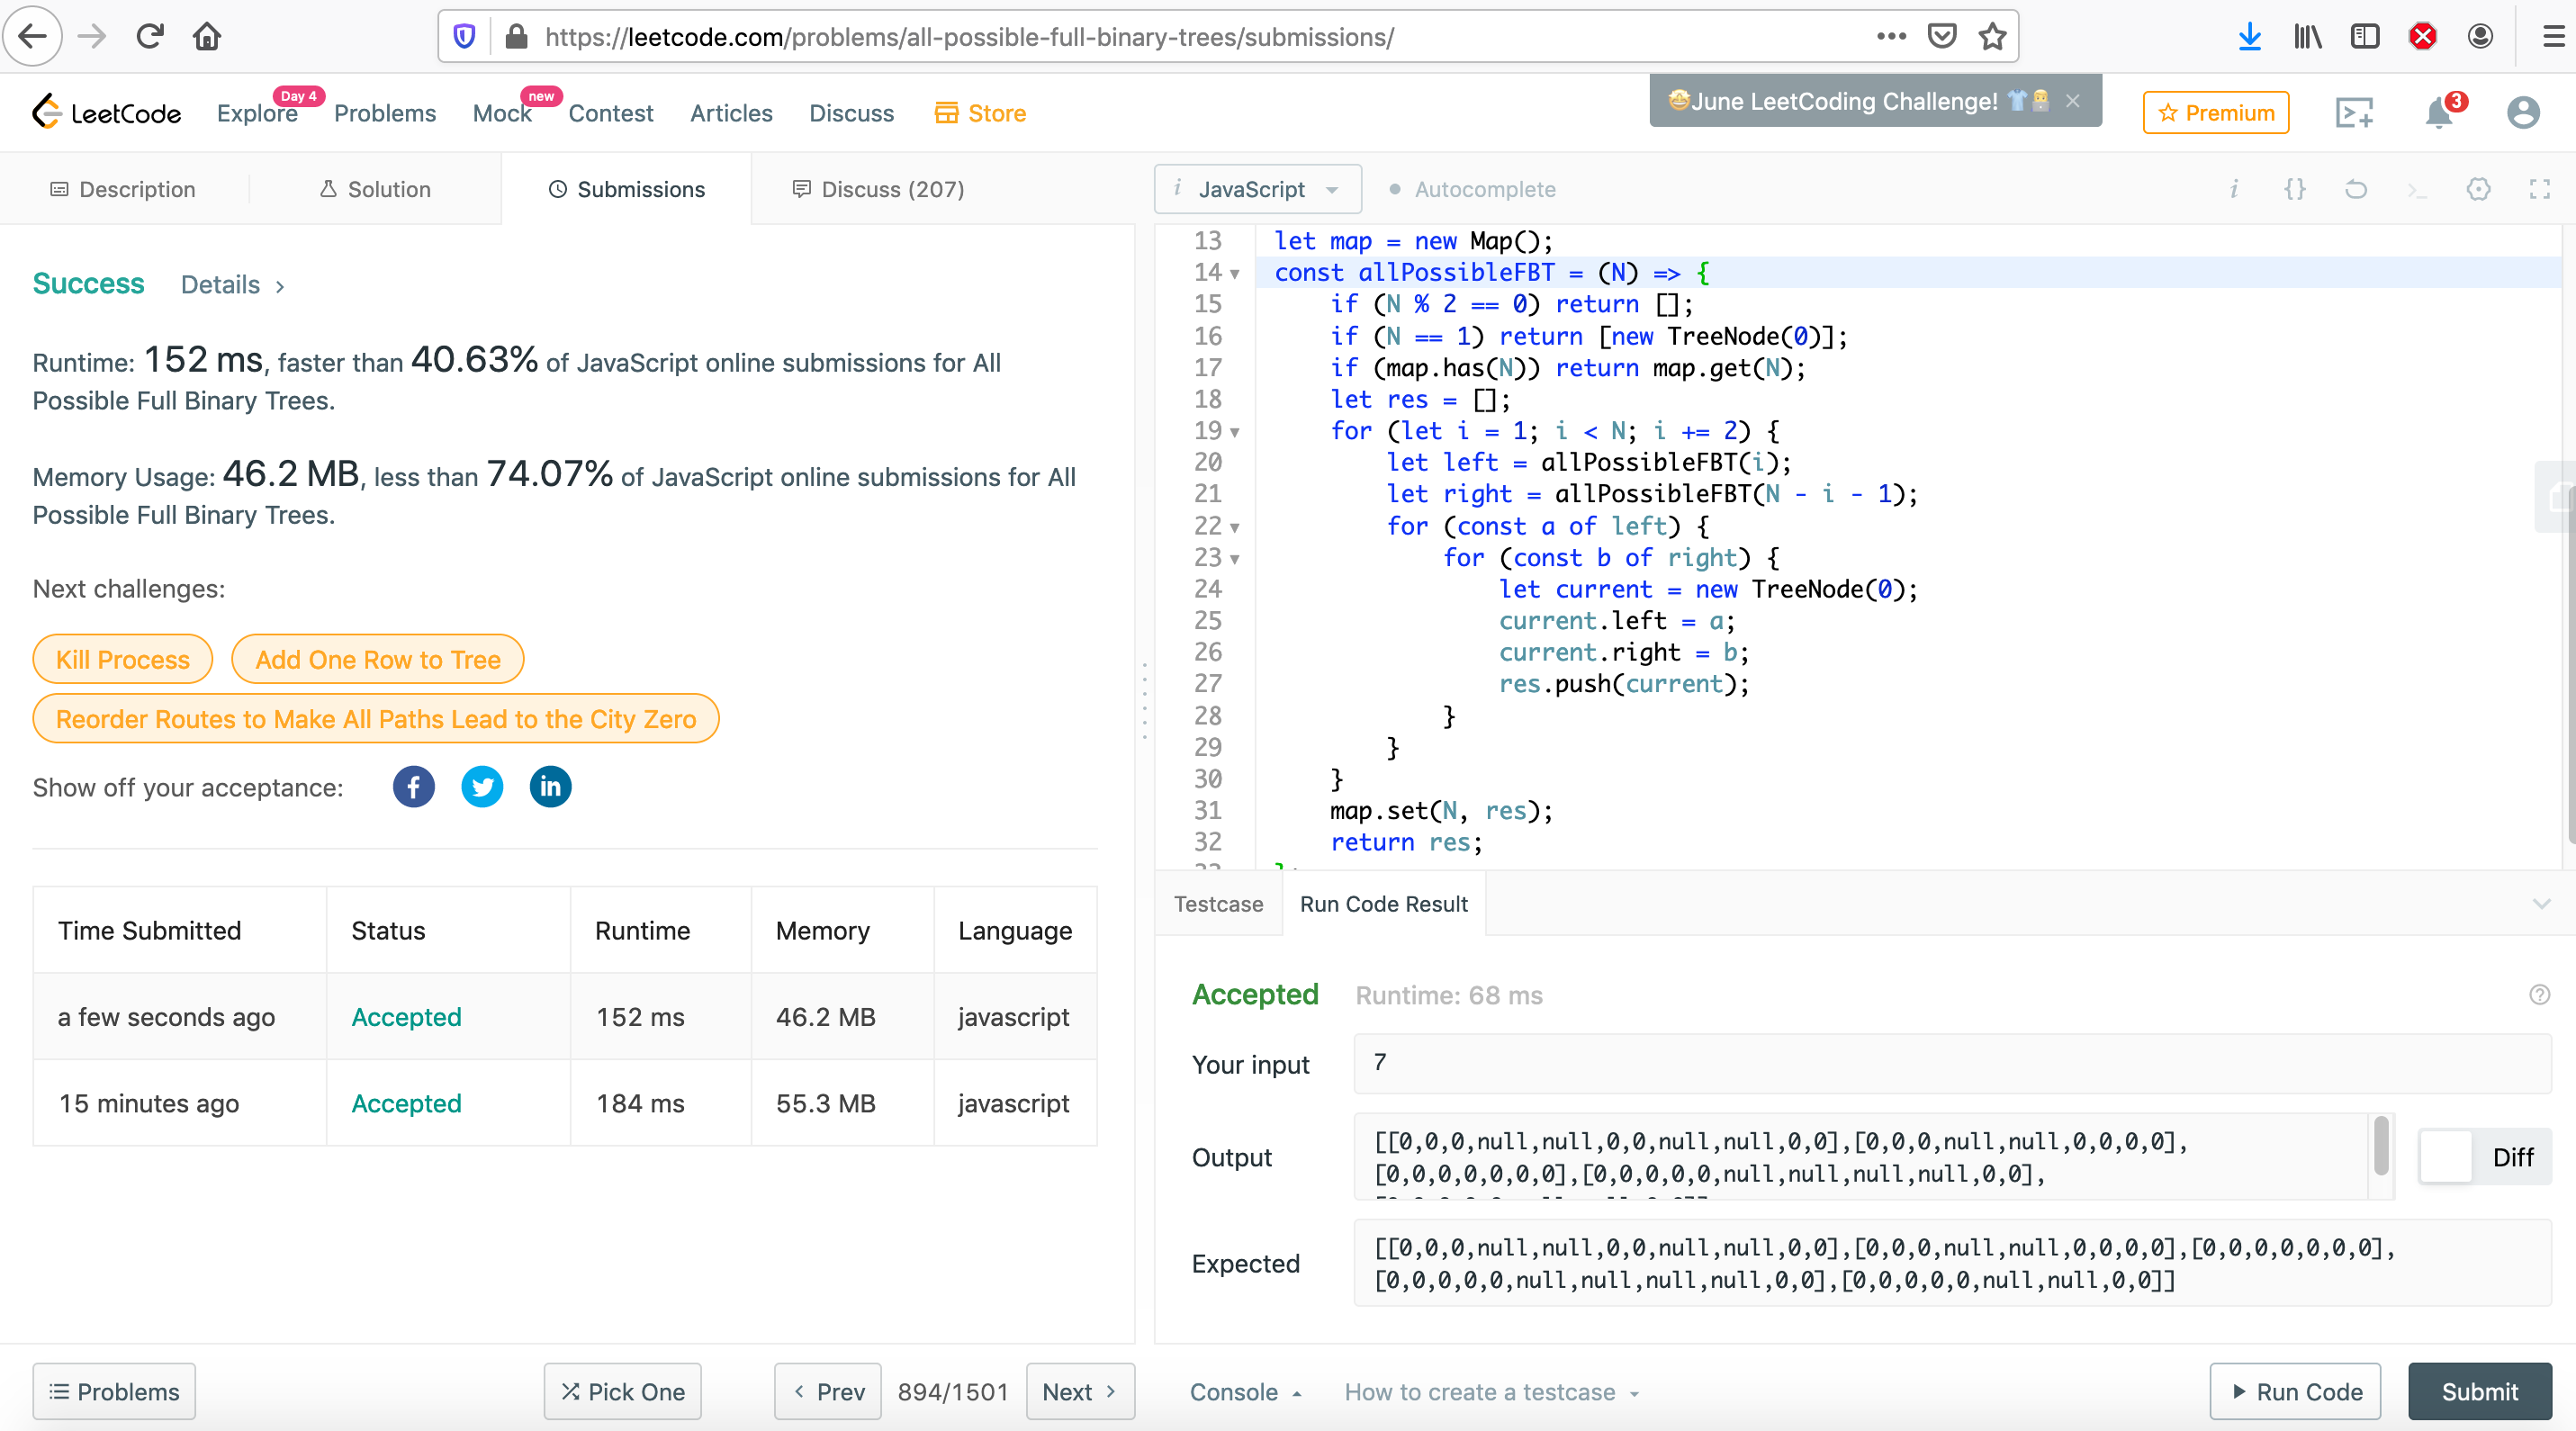 https://leetcode.com/problems/all-possible-full-binary-trees/submissions/
LeetCode
Explore
Day 4
Problems
Mock
new
Contest
Articles
Discuss
Store
June LeetCoding Challenge!
Premium
3
Description
Solution
Submissions
Discuss (207)
Success
Details
Runtime: 152 ms, faster than 40.63% of JavaScript online submissions for All
Possible Full Binary Trees.
Memory Usage: 46.2 MB, less than 74.07% of JavaScript online submissions for All
Possible Full Binary Trees.
Next challenges:
Kill Process
Add One Row to Tree
Reorder Routes to Make All Paths Lead to the City Zero
Show off your acceptance:
Time Submitted Status Runtime Memory Language
a few seconds ago Accepted 152 ms 46.2 MB javascript
15 minutes ago Accepted 184 ms 55.3 MB javascript
Problems
Pick One
Prev
894/1501
Next
i JavaScript
Autocomplete
13 let map = new Map();
14 const allPossibleFBT = (N) => {
15     if (N % 2 == 0) return [];
16     if (N == 1) return [new TreeNode(0)];
17     if (map.has(N)) return map.get(N);
18     let res = [];
19     for (let i = 1; i < N; i += 2) {
20         let left = allPossibleFBT(i);
21         let right = allPossibleFBT(N - i - 1);
22         for (const a of left) {
23             for (const b of right) {
24                 let current = new TreeNode(0);
25                 current.left = a;
26                 current.right = b;
27                 res.push(current);
28             }
29         }
30     }
31     map.set(N, res);
32     return res;
Testcase
Run Code Result
Accepted
Runtime: 68 ms
Your input
7
Output
[[0,0,0,null,null,0,0,null,null,0,0],[0,0,0,null,null,0,0,0,0],
[0,0,0,0,0,0,0],[0,0,0,0,0,null,null,null,null,0,0],
Diff
Expected
[[0,0,0,null,null,0,0,null,null,0,0],[0,0,0,null,null,0,0,0,0],[0,0,0,0,0,0,0],
[0,0,0,0,0,null,null,null,null,0,0],[0,0,0,0,0,null,null,0,0]]
Console
How to create a testcase
Run Code
Submit